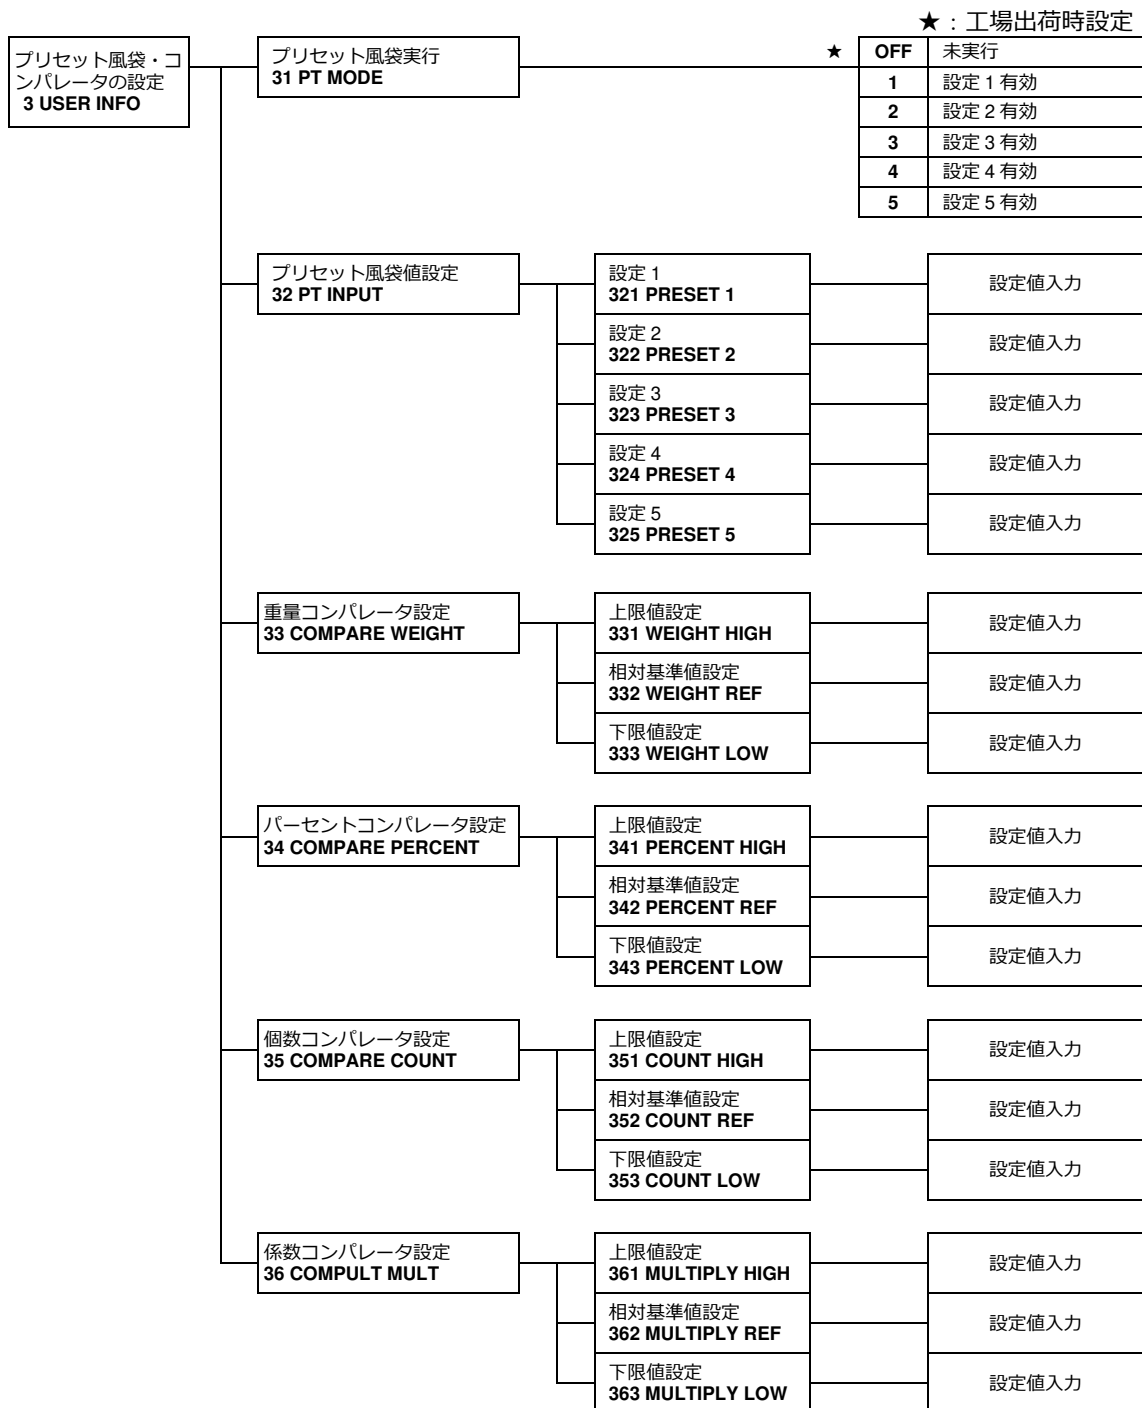 ★:工場出荷時設定
プリセット風袋・コ
ンパレータの設定
3 USER INFO
プリセット風袋実行
31 PT MODE
★ OFF 未実行
1 設定 1 有効
2 設定 2 有効
3 設定 3 有効
4 設定 4 有効
5 設定 5 有効
プリセット風袋値設定
32 PT INPUT
設定 1
321 PRESET 1
設定値入力
設定 2
322 PRESET 2
設定値入力
設定 3
323 PRESET 3
設定値入力
設定 4
324 PRESET 4
設定値入力
設定 5
325 PRESET 5
設定値入力
重量コンパレータ設定
33 COMPARE WEIGHT
上限値設定
331 WEIGHT HIGH
設定値入力
相対基準値設定
332 WEIGHT REF
設定値入力
下限値設定
333 WEIGHT LOW
設定値入力
パーセントコンパレータ設定
34 COMPARE PERCENT
上限値設定
341 PERCENT HIGH
設定値入力
相対基準値設定
342 PERCENT REF
設定値入力
下限値設定
343 PERCENT LOW
設定値入力
個数コンパレータ設定
35 COMPARE COUNT
上限値設定
351 COUNT HIGH
設定値入力
相対基準値設定
352 COUNT REF
設定値入力
下限値設定
353 COUNT LOW
設定値入力
係数コンパレータ設定
36 COMPULT MULT
上限値設定
361 MULTIPLY HIGH
設定値入力
相対基準値設定
362 MULTIPLY REF
設定値入力
下限値設定
363 MULTIPLY LOW
設定値入力